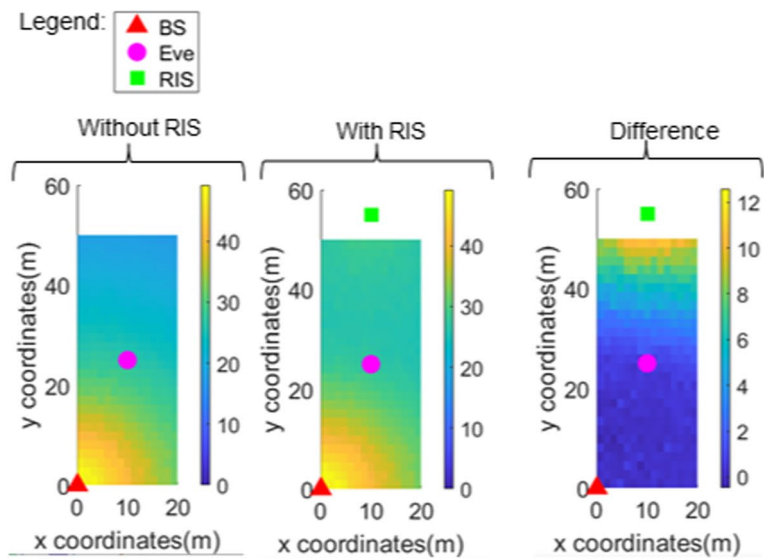 Legend:
BS
Eve
RIS
Without RIS
With RIS
Difference
60
40
20
0
0 10 20
40
30
20
10
0
y coordinates(m)
x coordinates(m)
60
40
20
0
0 10 20
40
30
20
10
0
y coordinates(m)
x coordinates(m)
60
40
20
0
0 10 20
12
10
8
6
4
2
0
y coordinates(m)
x coordinates(m)